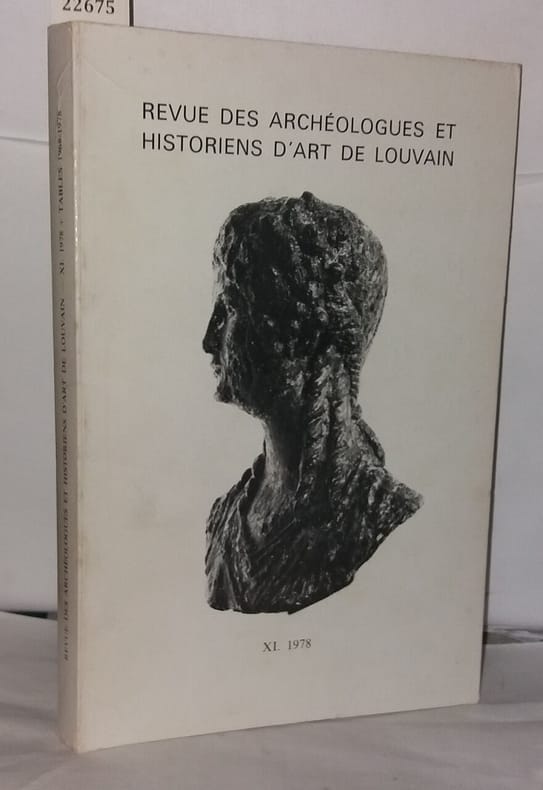 22675
REVUE DES ARCHÉOLOGUES ET
HISTORIENS D'ART DE LOUVAIN
XI. 1978
REVUE DES ARCHÉOLOGUES ET HISTORIENS D'ART DE LOUVAIN XI. 1978 + TABLES 1968-1978